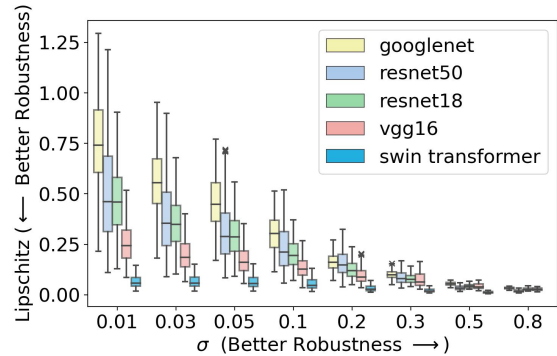 googlenet
resnet50
resnet18
vgg16
swin transformer
Lipschitz (⟵ Better Robustness)
1.25
1.00
0.75
0.50
0.25
0.00
0.01 0.03 0.05 0.1 0.2 0.3 0.5 0.8
σ (Better Robustness ⟶)